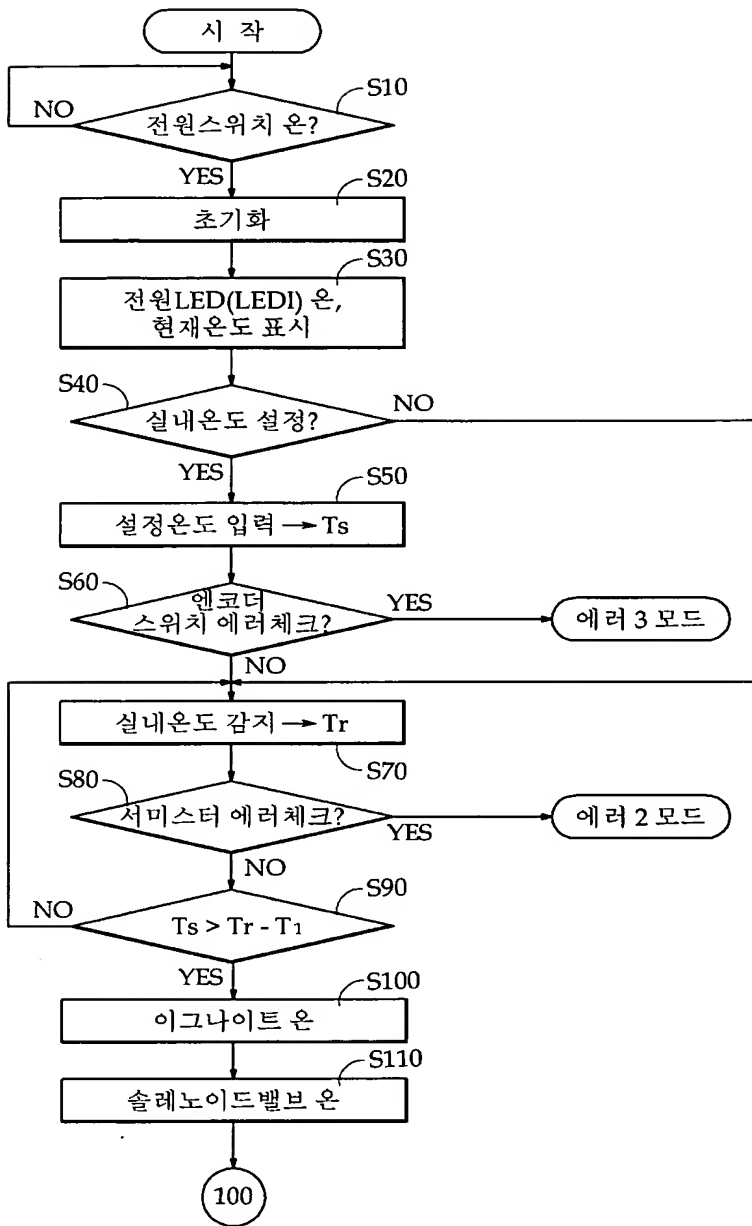 시 작
S10
NO
전원스위치 온?
YES
S20
초기화
S30
전원LED(LEDI) 온,
현재온도 표시
S40
NO
실내온도 설정?
YES
S50
설정온도 입력 → Ts
S60
엔코더
스위치 에러체크?
YES
에러 3 모드
NO
실내온도 감지 → Tr
S70
S80
서미스터 에러체크?
YES
에러 2 모드
NO
S90
NO
Ts > Tr - T1
YES
S100
이그나이트 온
S110
솔레노이드밸브 온
100